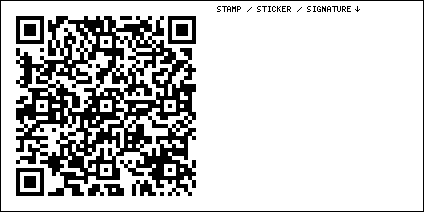 STAMP / STICKER / SIGNATURE ↓